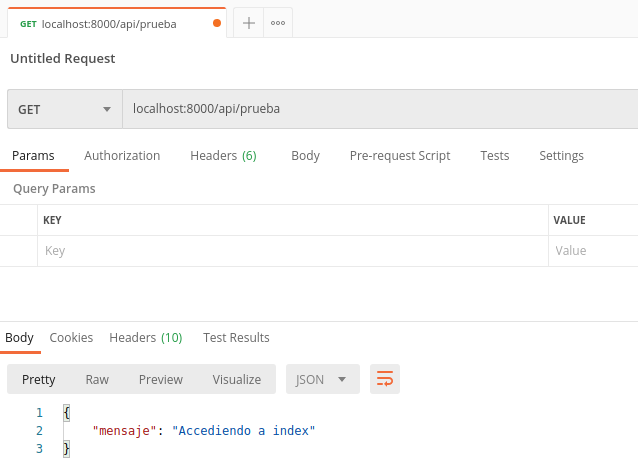 GET localhost:8000/api/prueba
Untitled Request
GET localhost:8000/api/prueba
Params Authorization Headers (6) Body Pre-request Script Tests Settings
Query Params
KEY VALUE
Key Value
Body Cookies Headers (10) Test Results
Pretty Raw Preview Visualize JSON
1 {
2 "mensaje": "Accediendo a index"
3 }